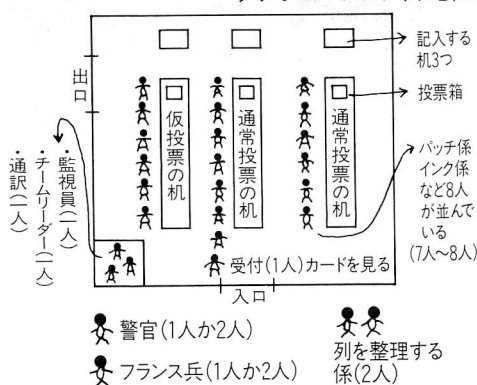 記入する
机3つ
投票箱
出口
仮投票の机
通常投票の机
通常投票の机
パッチ係
インク係
など8人
が並んで
いる
(7人〜8人)
・監視員(一人)
・チームリーダー(一人)
・通訳(一人)
受付(1人)カードを見る
入口
警官(1人か2人)
フランス兵(1人か2人)
列を整理する
係(2人)